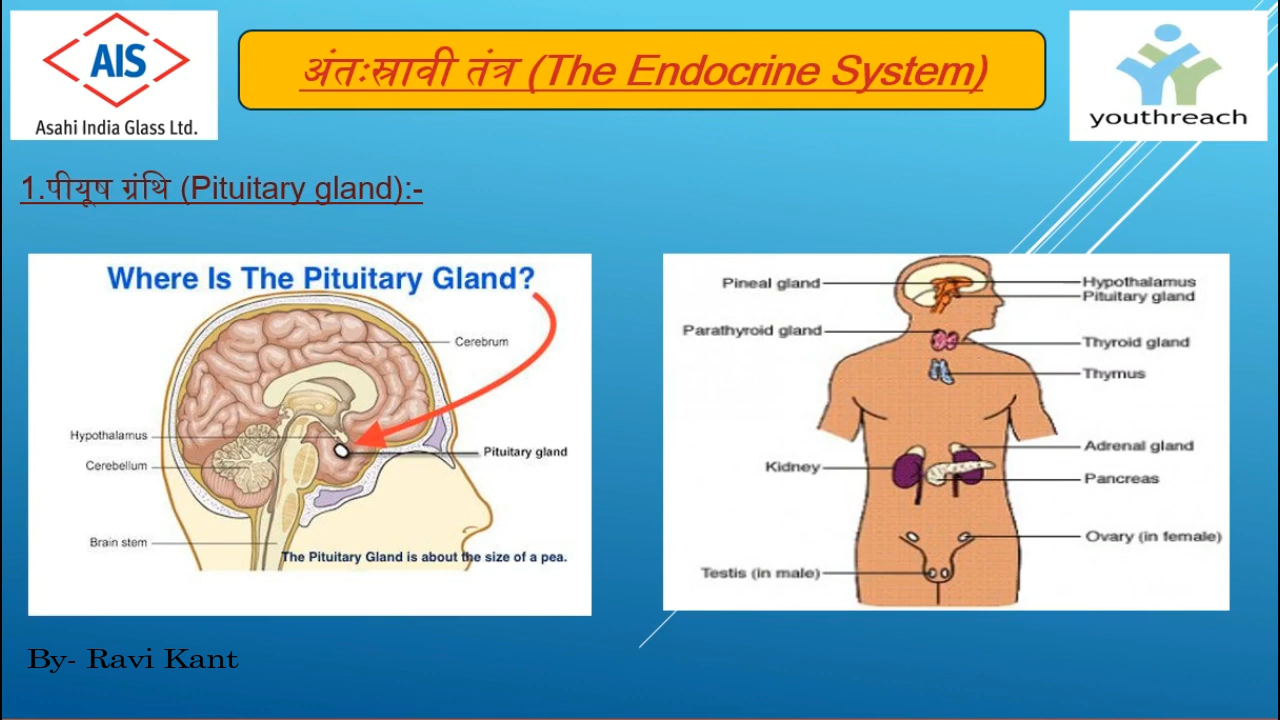 AIS
Asahi India Glass Ltd.
अंतःस्रावी तंत्र (The Endocrine System)
youthreach
1.पीयूष ग्रंथि (Pituitary gland):-
Where Is The Pituitary Gland?
Cerebrum
Hypothalamus
Cerebellum
Pituitary gland
Brain stem
The Pituitary Gland is about the size of a pea.
Pineal gland
Hypothalamus
Pituitary gland
Parathyroid gland
Thyroid gland
Thymus
Adrenal gland
Kidney
Pancreas
Ovary (in female)
Testis (in male)
By- Ravi Kant